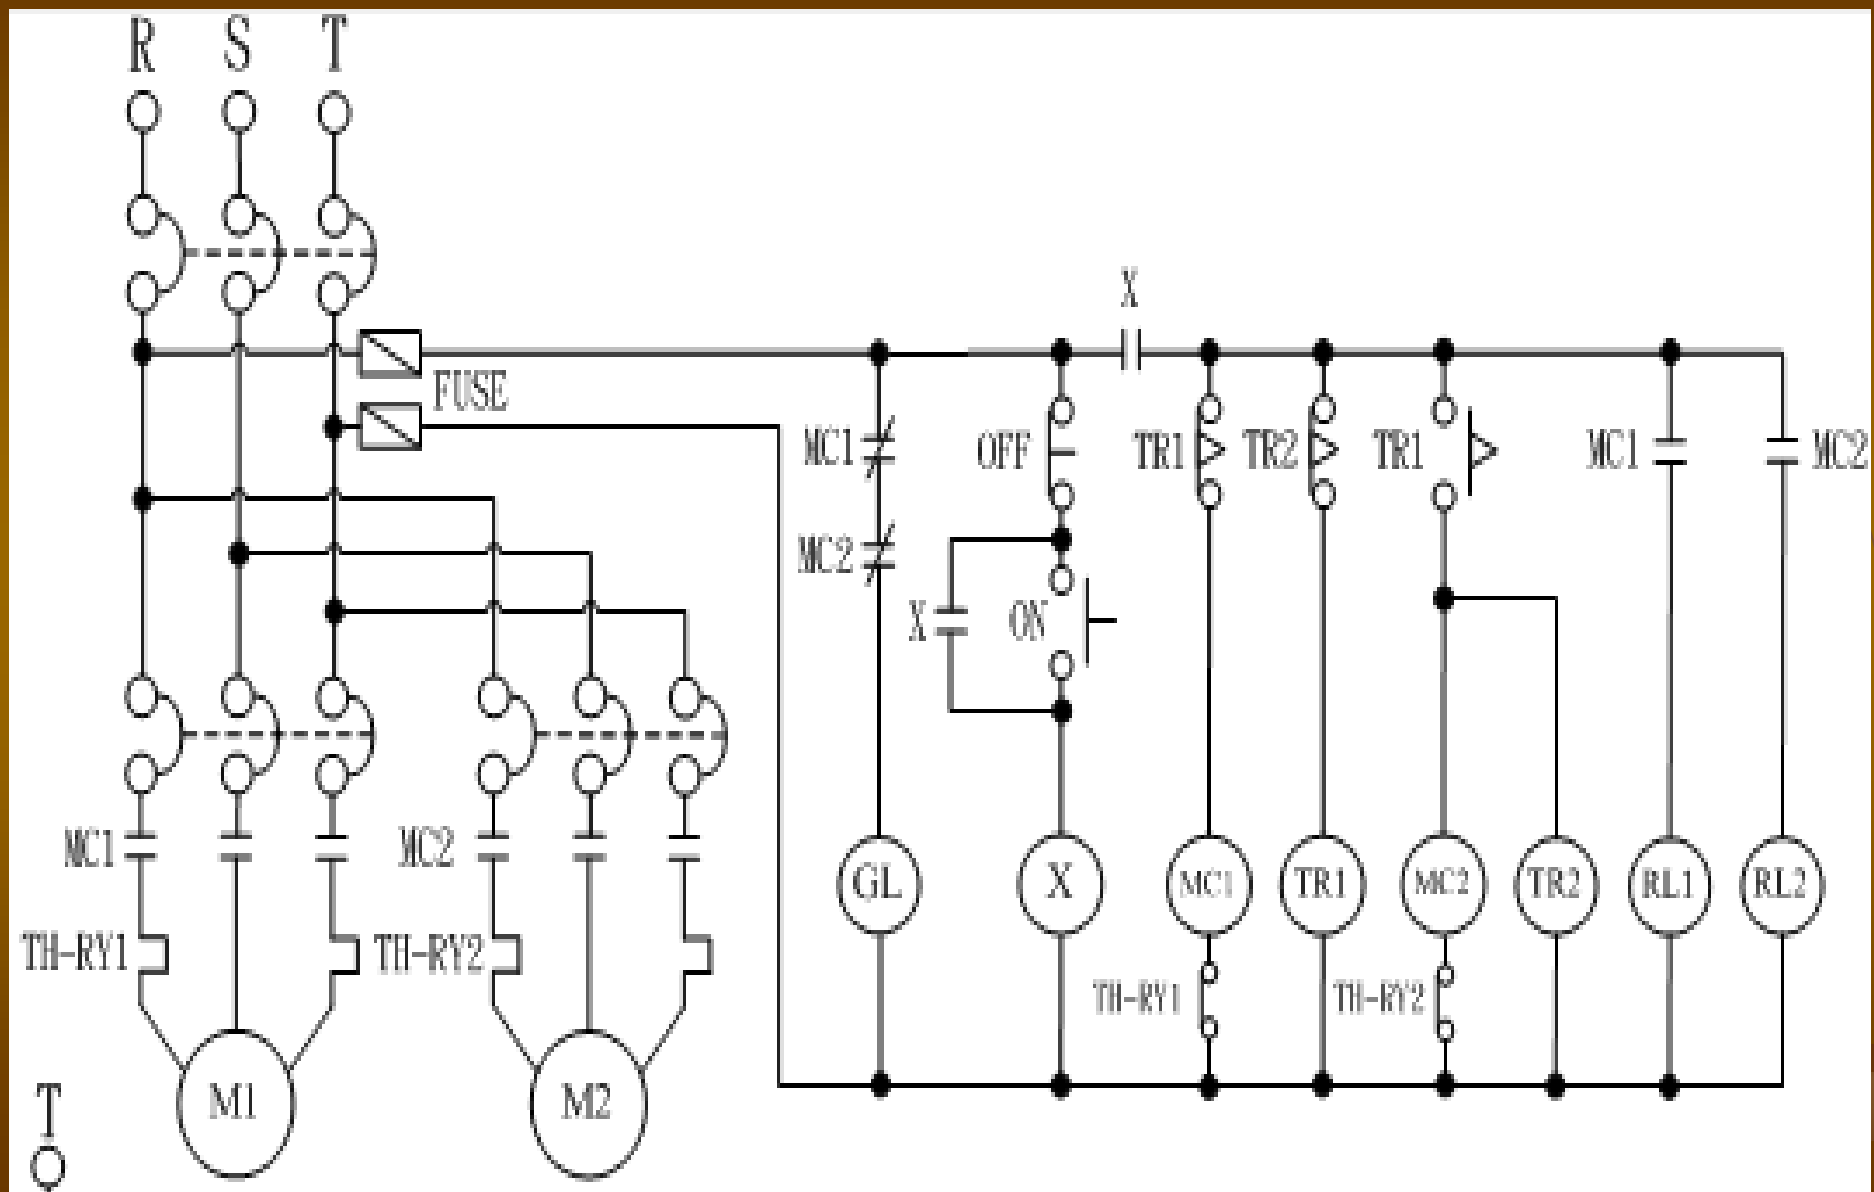 R S T
X
FUSE
MC1 OFF TR1 TR2 TR1 MC1 MC2
MC2
X ON
MC1 MC2 GL X MC1 TR1 MC2 TR2 RL1 RL2
TH-RY1 TH-RY2 TH-RY1 TH-RY2
M1 M2
T